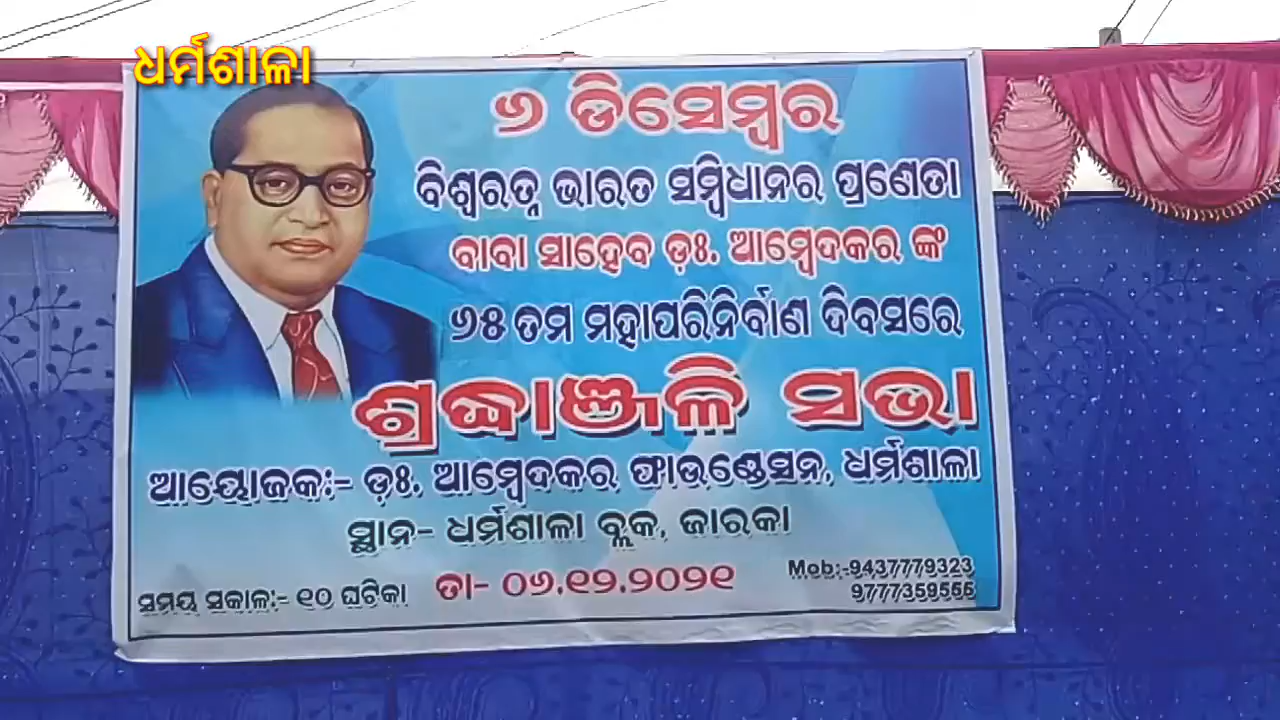 ଧର୍ମଶାଳା
୬ ଡିସେମ୍ବର
ବିଶ୍ୱରତ୍ନ ଭାରତ ସମ୍ବିଧାନର ପ୍ରଣେତା
ବାବା ସାହେବ ଡ଼ଃ. ଆମ୍ବେଦକର ଙ୍କ
୬୫ ତମ ମହାପରିନିର୍ବାଣ ଦିବସରେ
ଶ୍ରଦ୍ଧାଞ୍ଜଳି ସଭା
ଆୟୋଜକ:- ଡ଼ଃ. ଆମ୍ବେଦକର ଫାଉଣ୍ଡେସନ, ଧର୍ମଶାଳା
ସ୍ଥାନ- ଧର୍ମଶାଳା ବ୍ଲକ, ଜାରକା
ସମୟ ସକାଳ:- ୧୦ ଘଟିକା ତା- ୦୬.୧୨.୨୦୨୧ Mob:-9437779323
9777359566